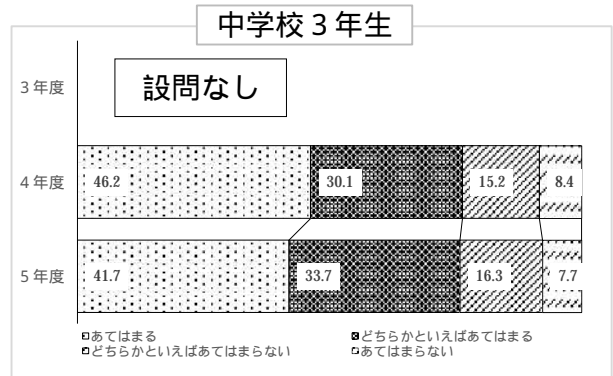 中学校３年生
３年度
設問なし
４年度
46.2 30.1 15.2 8.4
５年度
41.7 33.7 16.3 7.7
あてはまる どちらかといえばあてはまる
どちらかといえばあてはまらない あてはまらない